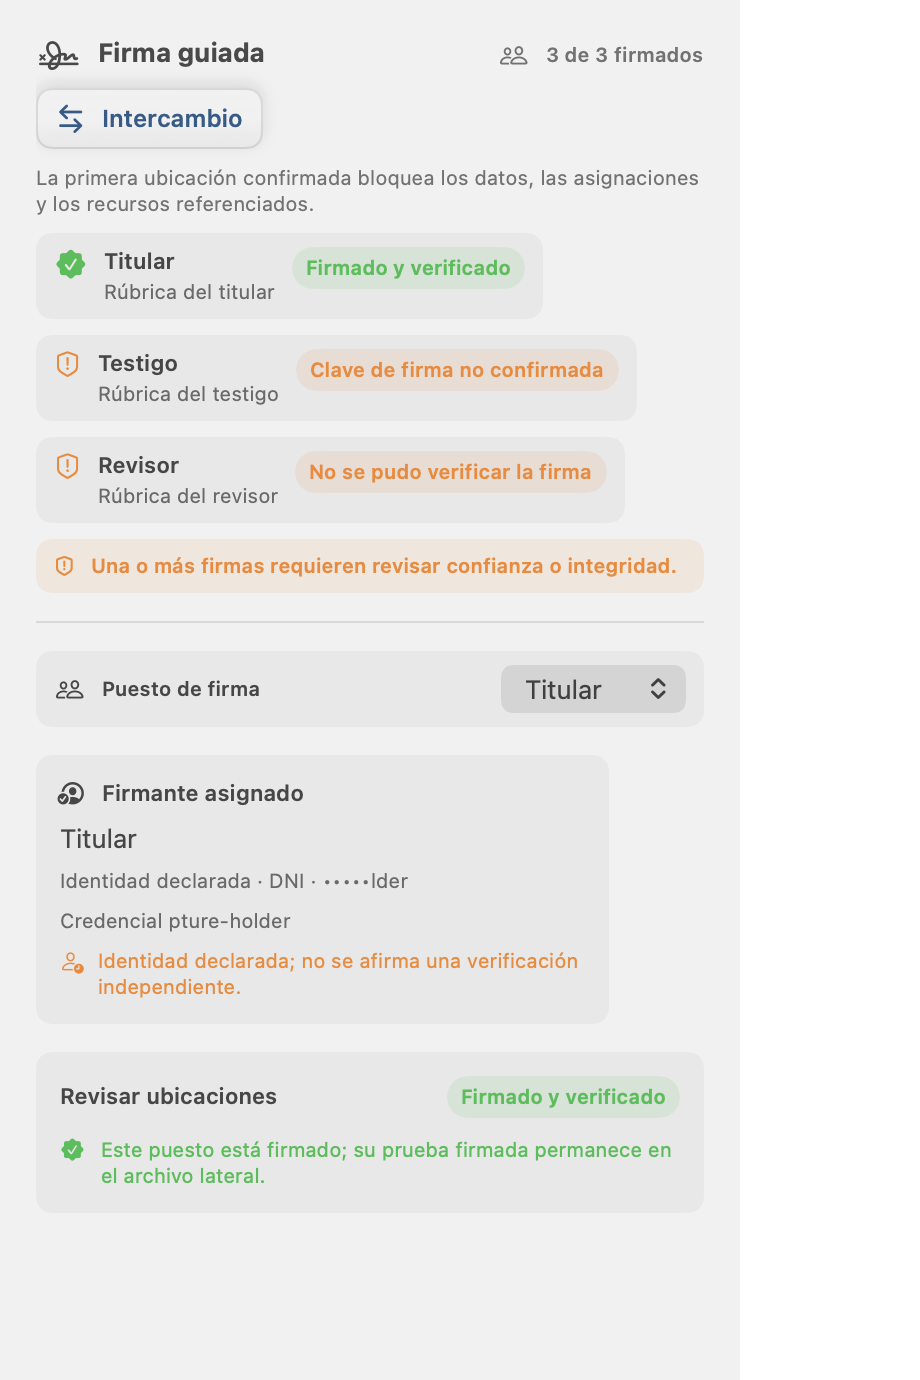 Firma guiada
3 de 3 firmados
Intercambio
La primera ubicación confirmada bloquea los datos, las asignaciones
y los recursos referenciados.
Titular
Firmado y verificado
Rúbrica del titular
Testigo
Clave de firma no confirmada
Rúbrica del testigo
Revisor
No se pudo verificar la firma
Rúbrica del revisor
Una o más firmas requieren revisar confianza o integridad.
Puesto de firma
Titular
Firmante asignado
Titular
Identidad declarada · DNI · •••••lder
Credencial pture-holder
Identidad declarada; no se afirma una verificación
independiente.
Revisar ubicaciones
Firmado y verificado
Este puesto está firmado; su prueba firmada permanece en
el archivo lateral.